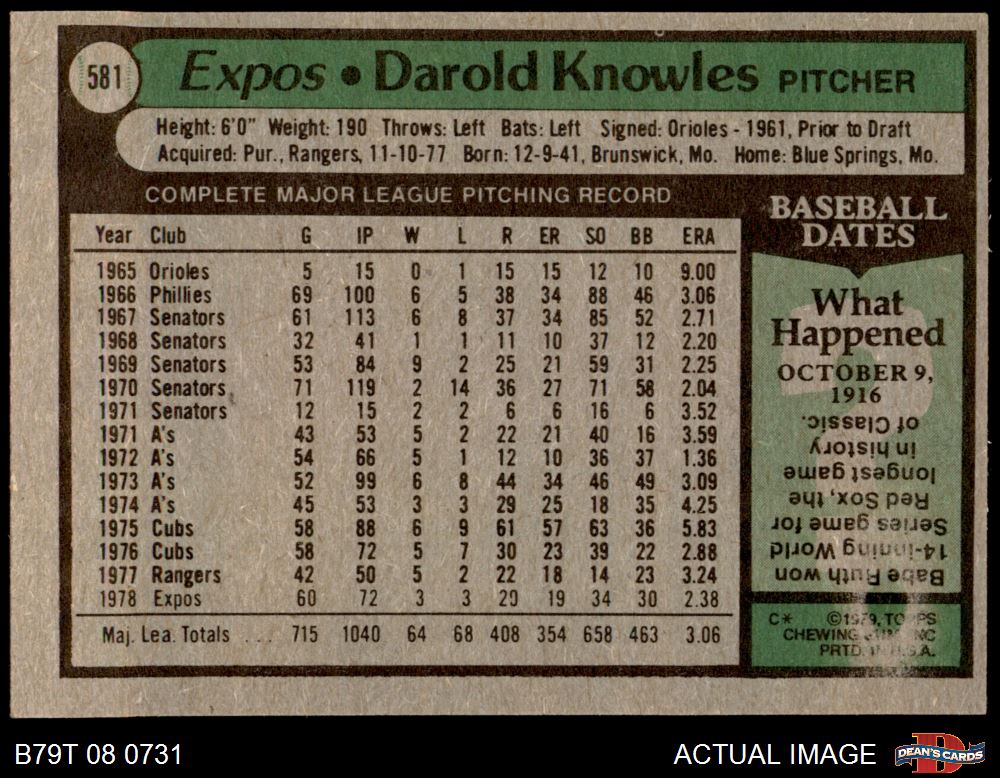 581
Expos • Darold Knowles PITCHER
Height: 6'0" Weight: 190 Throws: Left Bats: Left Signed: Orioles - 1961, Prior to Draft
Acquired: Pur., Rangers, 11-10-77 Born: 12-9-41, Brunswick, Mo. Home: Blue Springs, Mo.
COMPLETE MAJOR LEAGUE PITCHING RECORD
Year Club G IP W L R ER SO BB ERA
1965 Orioles 5 15 0 1 15 15 12 10 9.00
1966 Phillies 69 100 6 5 38 34 88 46 3.06
1967 Senators 61 113 6 8 37 34 85 52 2.71
1968 Senators 32 41 1 1 11 10 37 12 2.20
1969 Senators 53 84 9 2 25 21 59 31 2.25
1970 Senators 71 119 2 14 36 27 71 58 2.04
1971 Senators 12 15 2 2 6 6 16 6 3.52
1971 A's 43 53 5 2 22 21 40 16 3.59
1972 A's 54 66 5 1 12 10 36 37 1.36
1973 A's 52 99 6 8 44 34 46 49 3.09
1974 A's 45 53 3 3 29 25 18 35 4.25
1975 Cubs 58 88 6 9 61 57 63 36 5.83
1976 Cubs 58 72 5 7 30 23 39 22 2.88
1977 Rangers 42 50 5 2 22 18 14 23 3.24
1978 Expos 60 72 3 3 20 19 34 30 2.38
Maj. Lea. Totals ... 715 1040 64 68 408 354 658 463 3.06
BASEBALL
DATES
What
Happened
OCTOBER 9,
1916
Babe Ruth won
14-inning World
Series game for
Red Sox, the
longest game
in history
of Classic.
C* ©1979, TOPPS
CHEWING GUM, INC
PRTD. IN U.S.A.
B79T 08 0731
ACTUAL IMAGE
DEAN'S CARDS